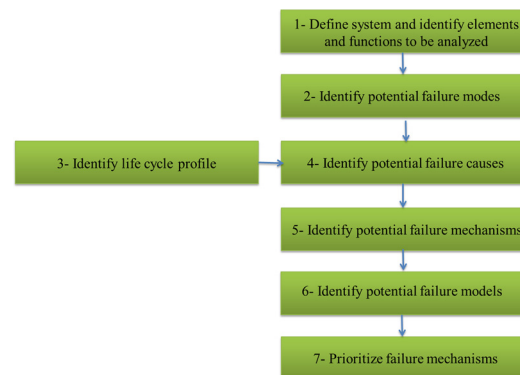 1- Define system and identify elements
and functions to be analyzed
2- Identify potential failure modes
3- Identify life cycle profile
4- Identify potential failure causes
5- Identify potential failure mechanisms
6- Identify potential failure models
7- Prioritize failure mechanisms